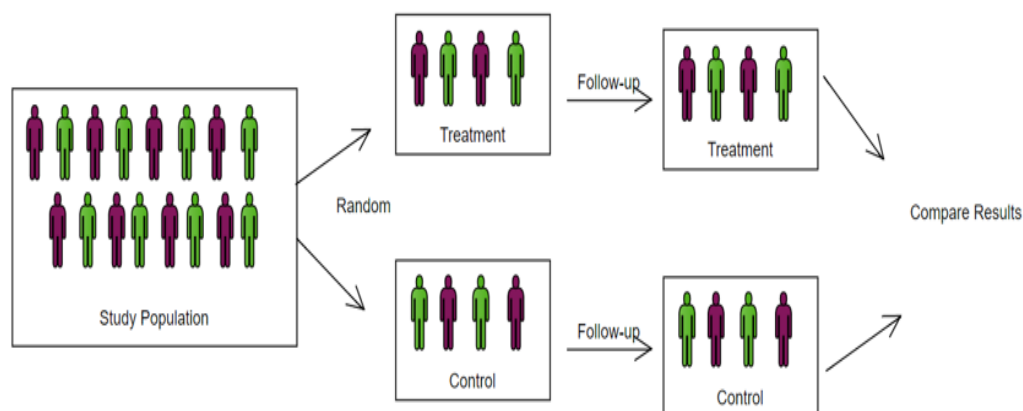 Study Population
Random
Treatment
Follow-up
Treatment
Control
Follow-up
Control
Compare Results